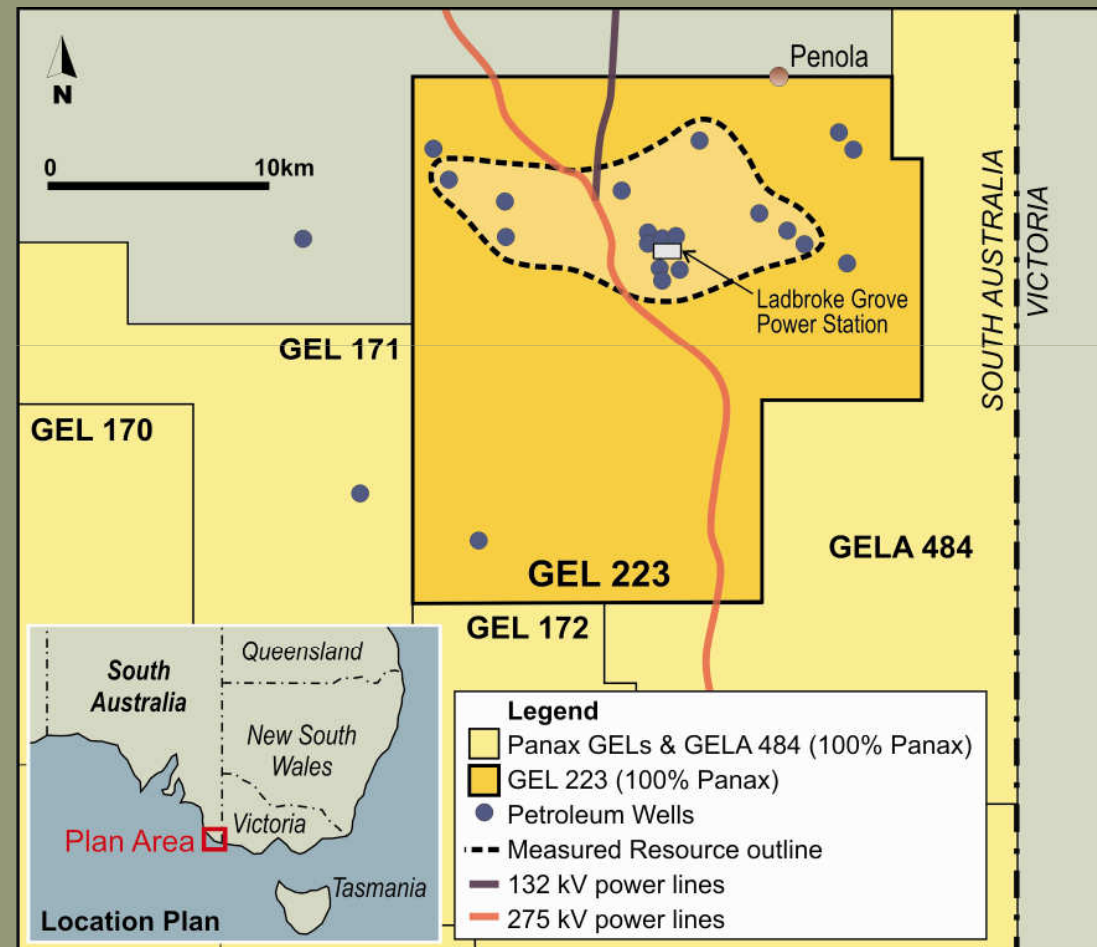 Penola
N
0 10km
SOUTH AUSTRALIA
VICTORIA
Ladbroke Grove
Power Station
GEL 171
GEL 170
GELA 484
GEL 223
GEL 172
Queensland
South
Australia
New South
Wales
Victoria
Plan Area
Tasmania
Location Plan
Legend
Panax GELs & GELA 484 (100% Panax)
GEL 223 (100% Panax)
Petroleum Wells
Measured Resource outline
132 kV power lines
275 kV power lines